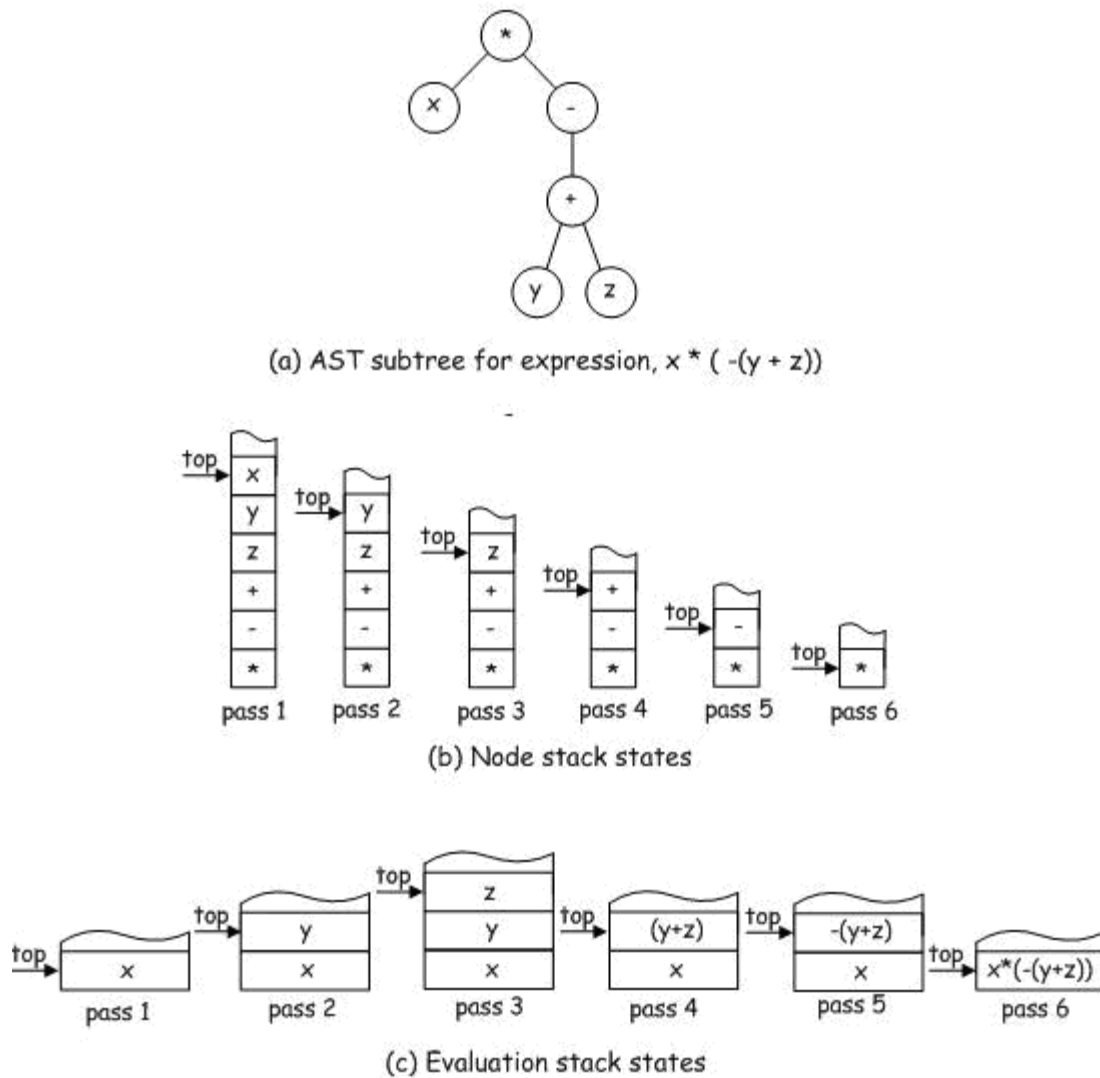 *
x -
+
y z
(a) AST subtree for expression, x * ( -(y + z))
-
top x
y
z
+
-
*
pass 1
top y
z
+
-
*
pass 2
top z
+
-
*
pass 3
top +
-
*
pass 4
top -
*
pass 5
top *
pass 6
(b) Node stack states
top x
pass 1
top y
x
pass 2
top z
y
x
pass 3
top (y+z)
x
pass 4
top -(y+z)
x
pass 5
top x*(-(y+z))
pass 6
(c) Evaluation stack states